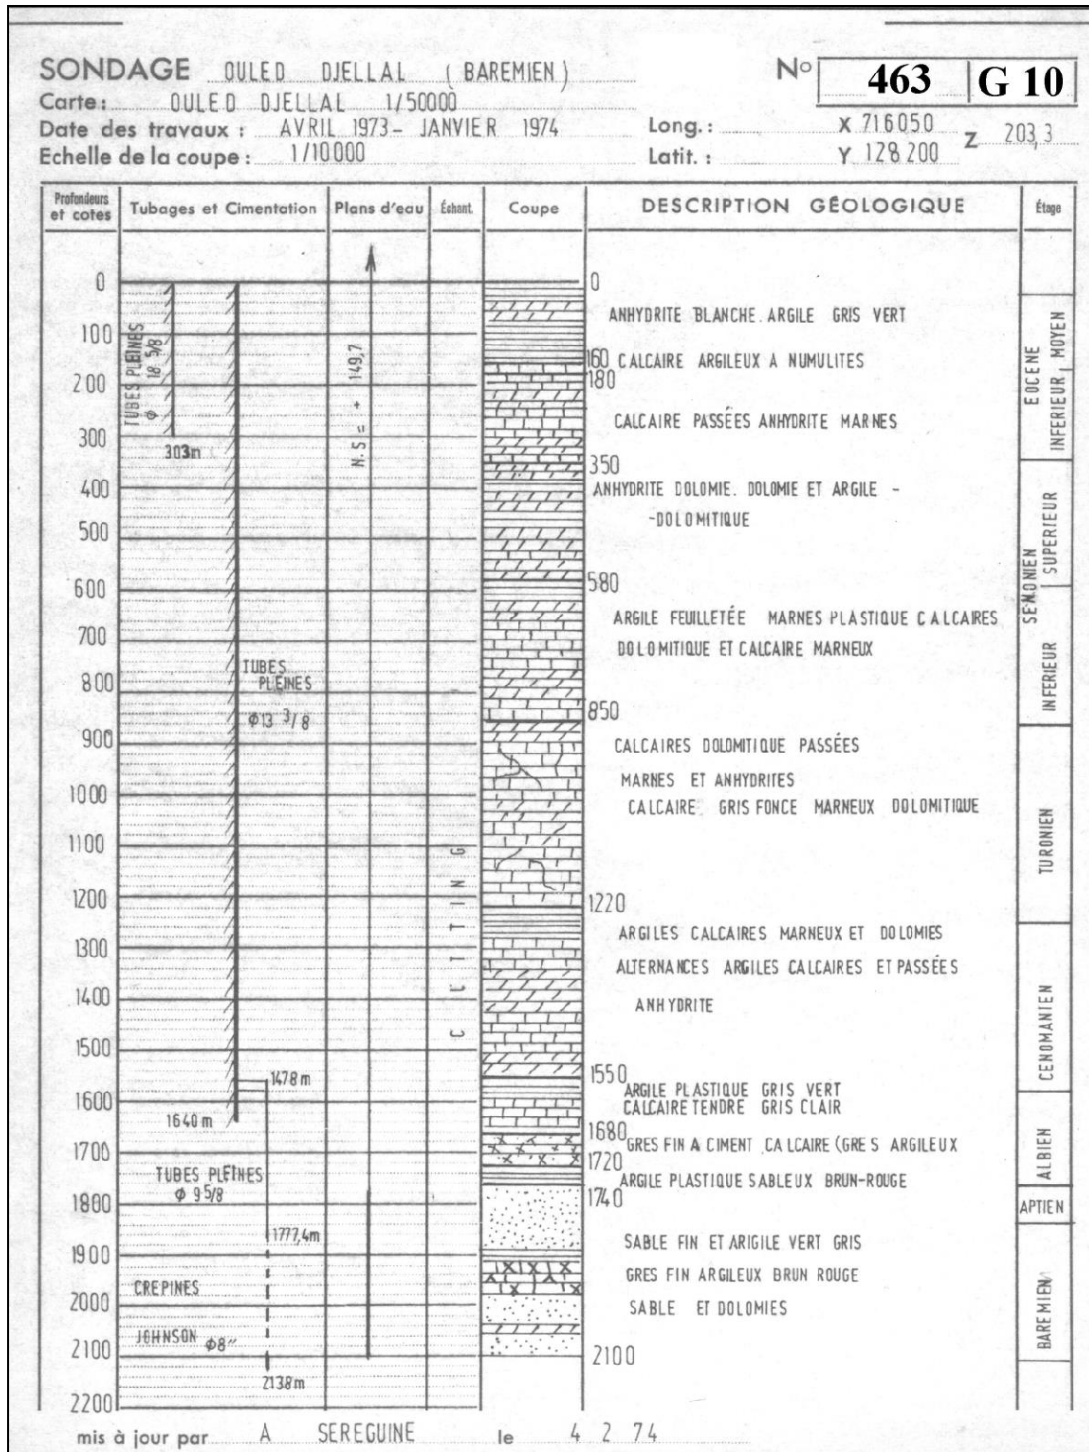 SONDAGE OULED DJELLAL ( BAREMIEN )
N° 463 G 10
Carte : OULED DJELLAL 1/50000
Date des travaux : AVRIL 1973 - JANVIER 1974
Long. : X 716050 Z 203,3
Echelle de la coupe : 1/10000
Latit. : Y 128 200
Profondeurs et cotes
Tubages et Cimentation
Plans d'eau
Échant.
Coupe
DESCRIPTION GÉOLOGIQUE
Étage
0
100
200
300
400
500
600
700
800
900
1000
1100
1200
1300
1400
1500
1600
1700
1800
1900
2000
2100
2200
TUBES PLEINES
Φ 18 5/8
303m
TUBES
PLEINES
Φ13 3/8
1478 m
1640 m
TUBES PLEINES
Φ 9 5/8
1777,4m
CREPINES
JOHNSON Φ8"
2138m
N.S = + 149,7
CUTTING
0
ANHYDRITE BLANCHE. ARGILE GRIS VERT
160 CALCAIRE ARGILEUX A NUMULITES
180
CALCAIRE PASSÉES ANHYDRITE MARNES
350
ANHYDRITE DOLOMIE. DOLOMIE ET ARGILE -
-DOLOMITIQUE
580
ARGILE FEUILLETÉE MARNES PLASTIQUE CALCAIRES
DOLOMITIQUE ET CALCAIRE MARNEUX
850
CALCAIRES DOLOMITIQUE PASSÉES
MARNES ET ANHYDRITES
CALCAIRE GRIS FONCE MARNEUX DOLOMITIQUE
1220
ARGILES CALCAIRES MARNEUX ET DOLOMIES
ALTERNANCES ARGILES CALCAIRES ET PASSÉES
ANHYDRITE
1550
ARGILE PLASTIQUE GRIS VERT
CALCAIRE TENDRE GRIS CLAIR
1680
GRES FIN A CIMENT CALCAIRE (GRES ARGILEUX
1720
ARGILE PLASTIQUE SABLEUX BRUN-ROUGE
1740
SABLE FIN ET ARIGILE VERT GRIS
GRES FIN ARGILEUX BRUN ROUGE
SABLE ET DOLOMIES
2100
EOCENE
INFERIEUR MOYEN
SENONIEN
SUPERIEUR
INFERIEUR
TURONIEN
CENOMANIEN
ALBIEN
APTIEN
BAREMIEN
mis à jour par A SEREGUINE le 4 2 74